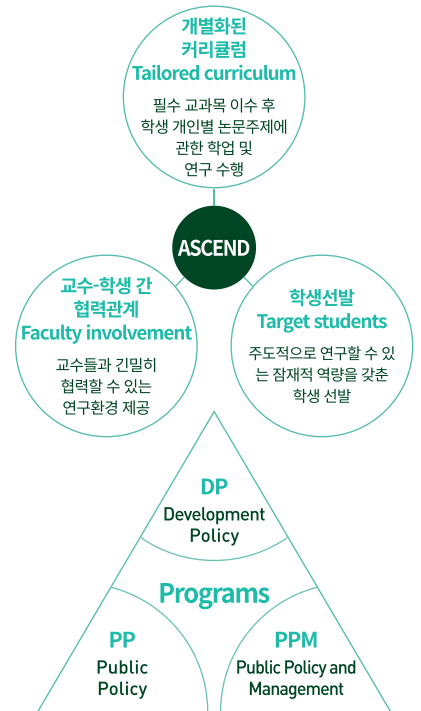 개별화된
커리큘럼
Tailored curriculum
필수 교과목 이수 후
학생 개인별 논문주제에
관한 학업 및
연구 수행
ASCEND
교수-학생 간
협력관계
Faculty involvement
교수들과 긴밀히
협력할 수 있는
연구환경 제공
학생선발
Target students
주도적으로 연구할 수 있
는 잠재적 역량을 갖춘
학생 선발
DP
Development
Policy
Programs
PP
Public
Policy
PPM
Public Policy and
Management